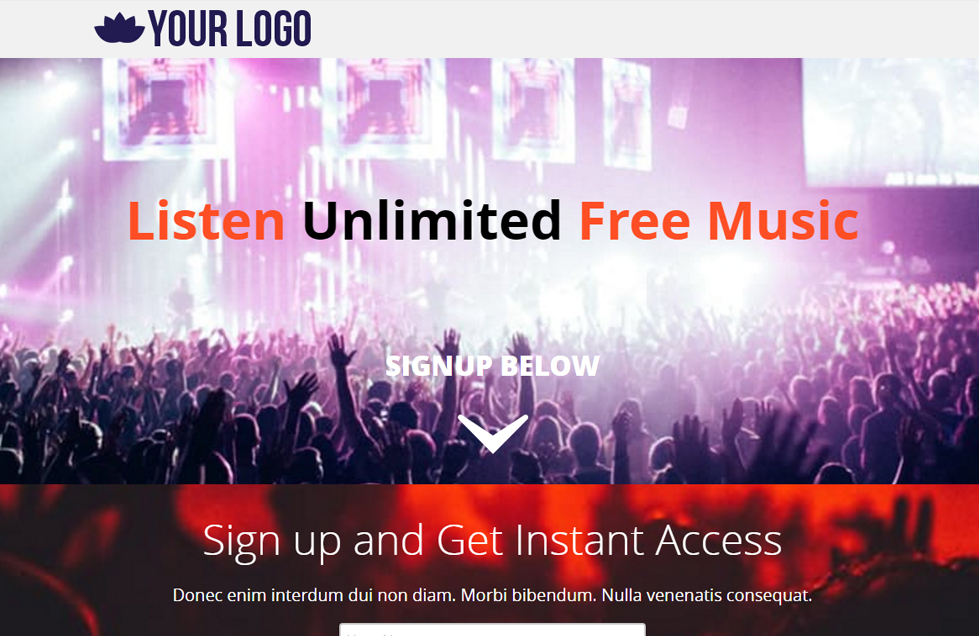 YOUR LOGO
Listen Unlimited Free Music
SIGNUP BELOW
Sign up and Get Instant Access
Donec enim interdum dui non diam. Morbi bibendum. Nulla venenatis consequat.